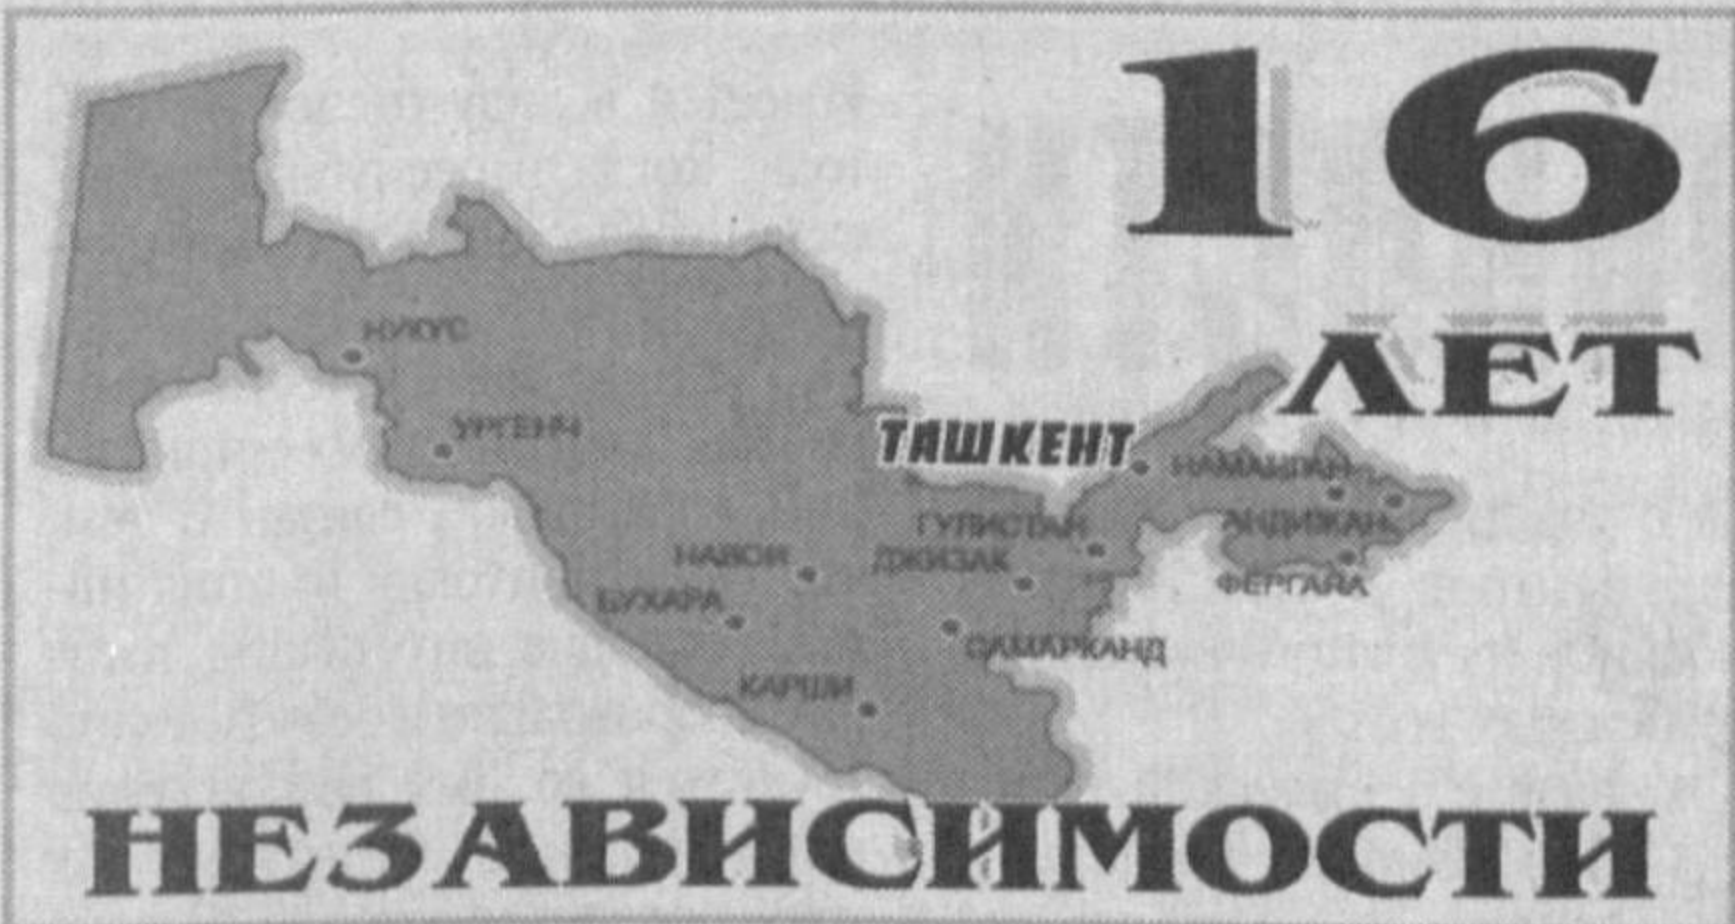 16
ЛЕТ
НУКУС
УРГЕНЧ
ТАШКЕНТ
НАМАНГАН
ГУЛИСТАН
АНДИЖАН
НАВОИ
ДЖИЗАК
ФЕРГАНА
БУХАРА
САМАРКАНД
КАРШИ
НЕЗАВИСИМОСТИ